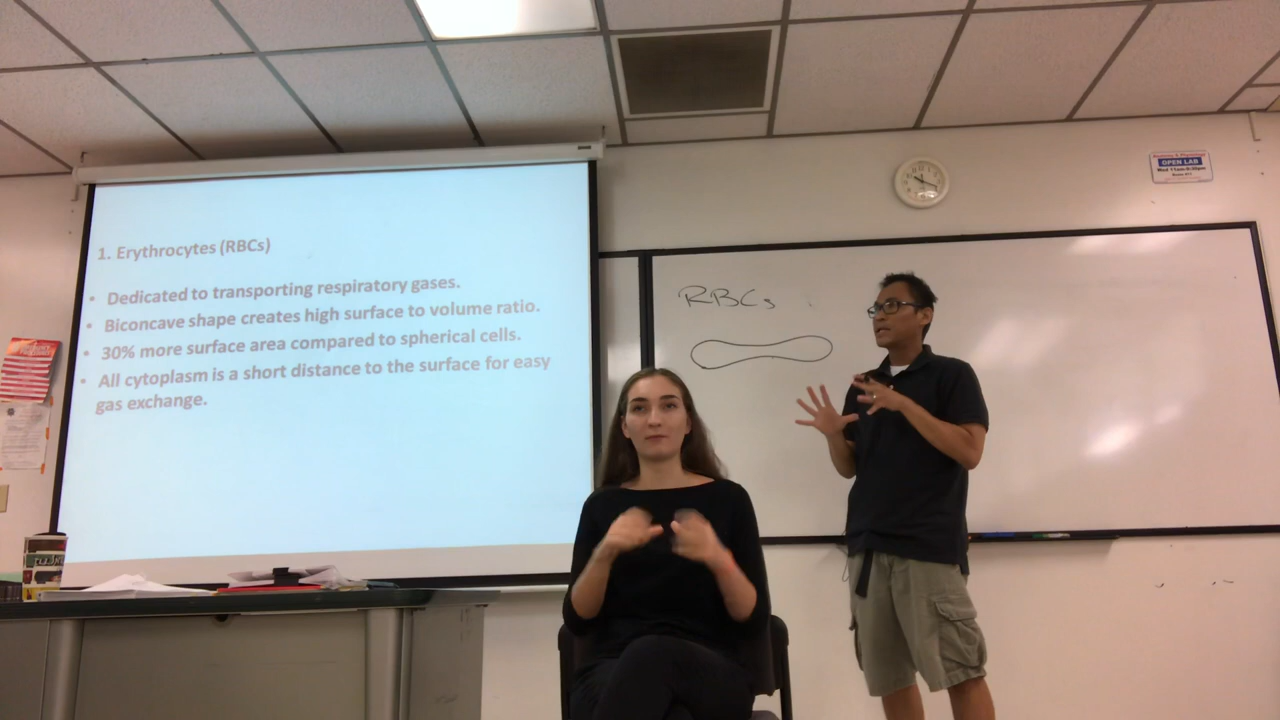 1. Erythrocytes (RBCs)
• Dedicated to transporting respiratory gases.
• Biconcave shape creates high surface to volume ratio.
• 30% more surface area compared to spherical cells.
• All cytoplasm is a short distance to the surface for easy
gas exchange.
RBCs
OPEN LAB